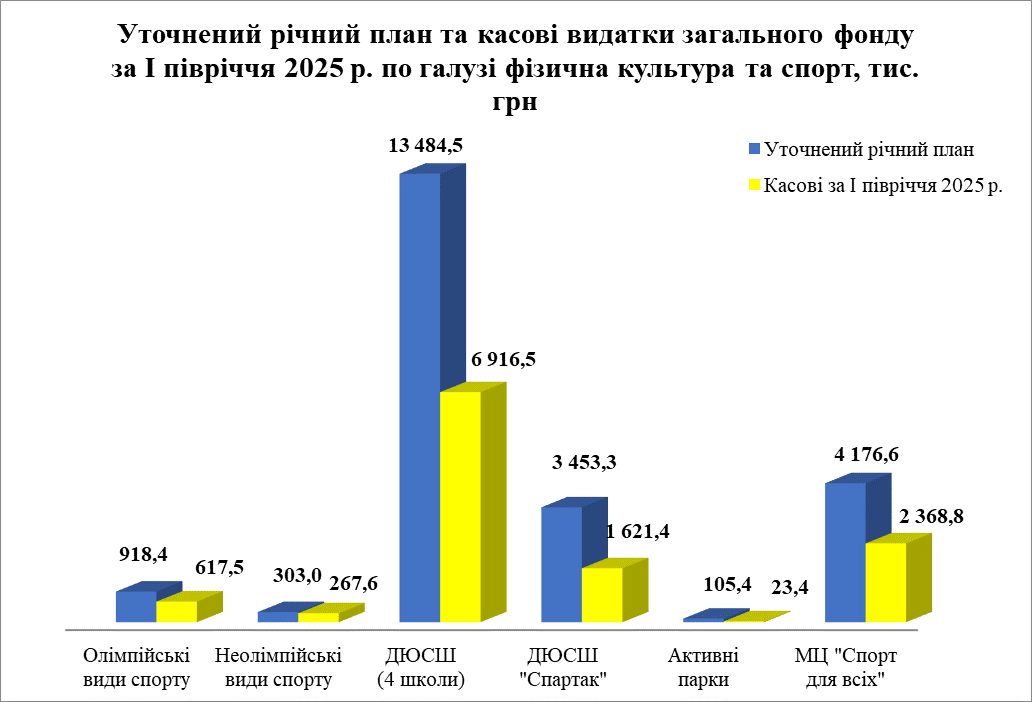 Уточнений річний план та касові видатки загального фонду
за І півріччя 2025 р. по галузі фізична культура та спорт, тис.
грн
Уточнений річний план
Касові за І півріччя 2025 р.
13 484,5
6 916,5
3 453,3
1 621,4
4 176,6
2 368,8
918,4
617,5
303,0
267,6
105,4
23,4
Олімпійські
види спорту
Неолімпійські
види спорту
ДЮСШ
(4 школи)
ДЮСШ
"Спартак"
Активні
парки
МЦ "Спорт
для всіх"